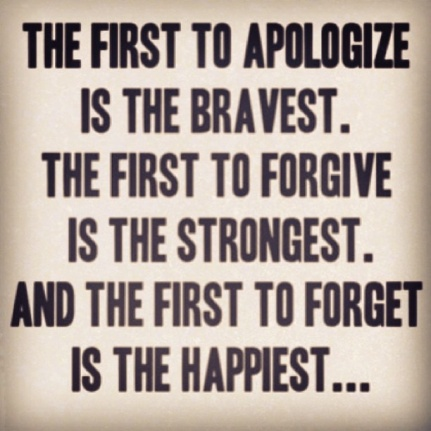 THE FIRST TO APOLOGIZE
IS THE BRAVEST.
THE FIRST TO FORGIVE
IS THE STRONGEST.
AND THE FIRST TO FORGET
IS THE HAPPIEST...